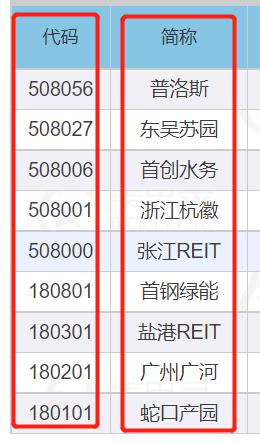 代码 简称
508056 普洛斯
508027 东吴苏园
508006 首创水务
508001 浙江杭徽
508000 张江REIT
180801 首钢绿能
180301 盐港REIT
180201 广州广河
180101 蛇口产园